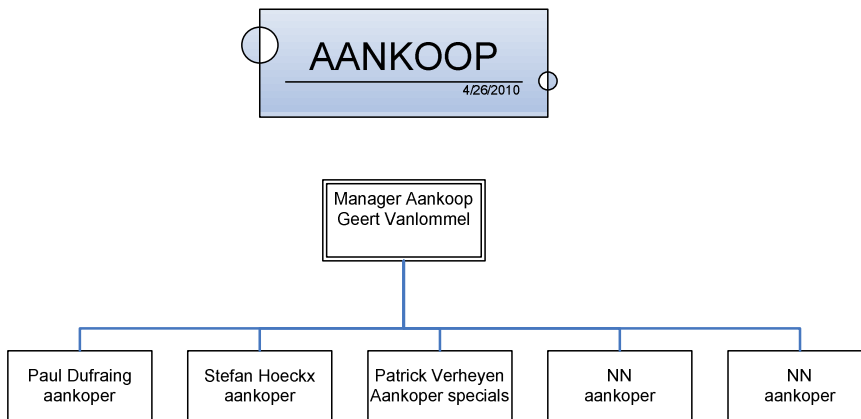 AANKOOP
4/26/2010
Manager Aankoop
Geert Vanlommel
Paul Dufraing
aankoper
Stefan Hoeckx
aankoper
Patrick Verheyen
Aankoper specials
NN
aankoper
NN
aankoper